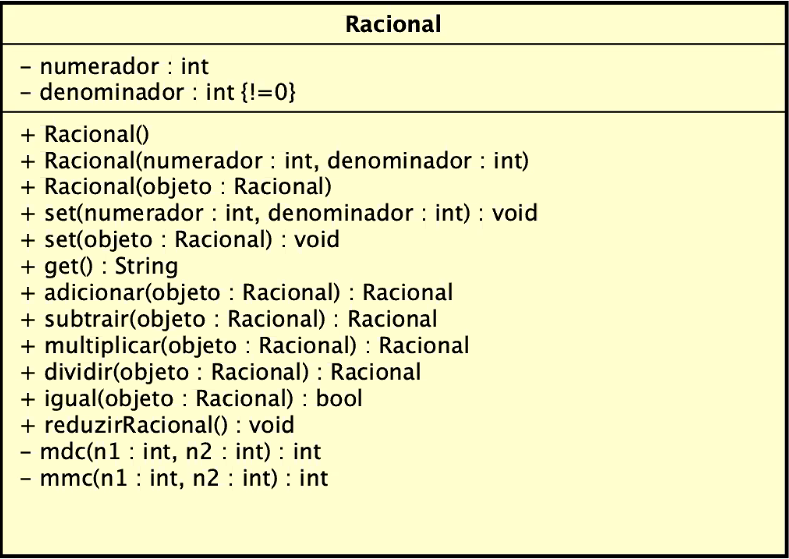 Racional
- numerador : int
- denominador : int {!=0}
+ Racional()
+ Racional(numerador : int, denominador : int)
+ Racional(objeto : Racional)
+ set(numerador : int, denominador : int) : void
+ set(objeto : Racional) : void
+ get() : String
+ adicionar(objeto : Racional) : Racional
+ subtrair(objeto : Racional) : Racional
+ multiplicar(objeto : Racional) : Racional
+ dividir(objeto : Racional) : Racional
+ igual(objeto : Racional) : bool
+ reduzirRacional() : void
- mdc(n1 : int, n2 : int) : int
- mmc(n1 : int, n2 : int) : int